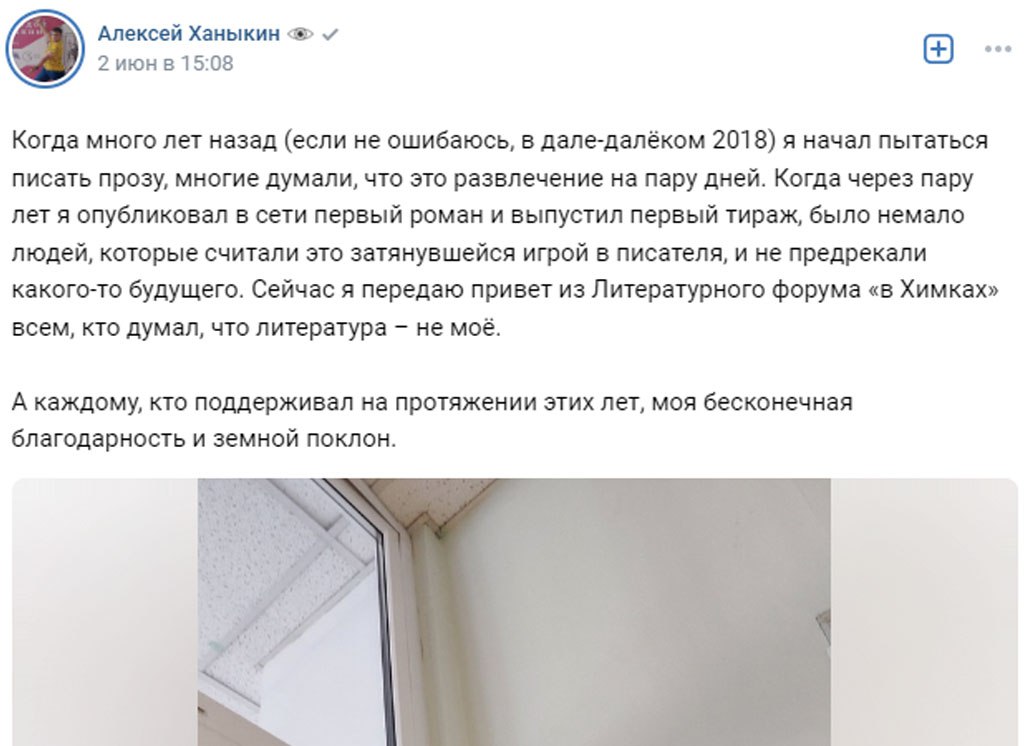 Алексей Ханыкин
2 июн в 15:08
Когда много лет назад (если не ошибаюсь, в дале-далёком 2018) я начал пытаться
писать прозу, многие думали, что это развлечение на пару дней. Когда через пару
лет я опубликовал в сети первый роман и выпустил первый тираж, было немало
людей, которые считали это затянувшейся игрой в писателя, и не предрекали
какого-то будущего. Сейчас я передаю привет из Литературного форума «в Химках»
всем, кто думал, что литература – не моё.
А каждому, кто поддерживал на протяжении этих лет, моя бесконечная
благодарность и земной поклон.